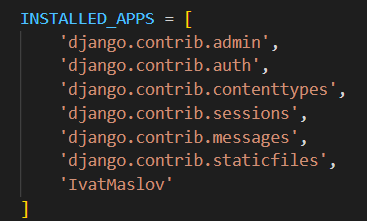 INSTALLED_APPS = [
    'django.contrib.admin',
    'django.contrib.auth',
    'django.contrib.contenttypes',
    'django.contrib.sessions',
    'django.contrib.messages',
    'django.contrib.staticfiles',
    'IvatMaslov'
]